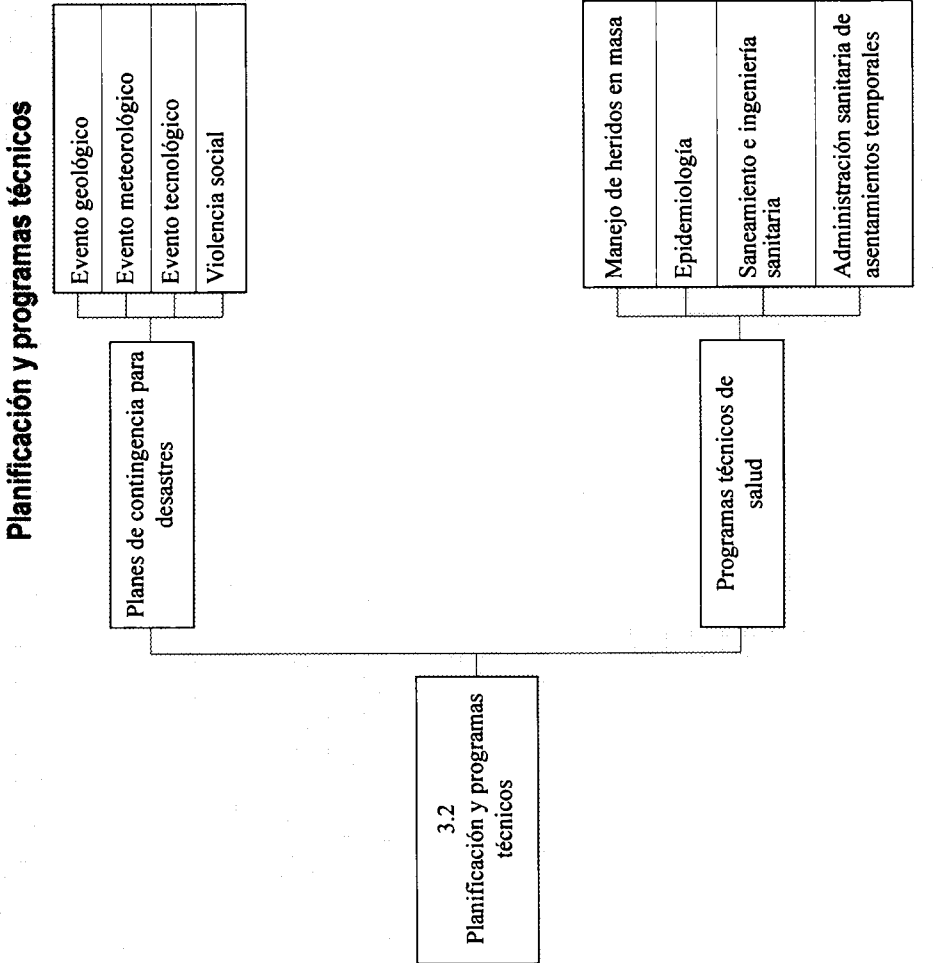 Planificación y programas técnicos
3.2
Planificación y programas
técnicos
Planes de contingencia para
desastres
Evento geológico
Evento meteorológico
Evento tecnológico
Violencia social
Programas técnicos de
salud
Manejo de heridos en masa
Epidemiología
Saneamiento e ingeniería
sanitaria
Administración sanitaria de
asentamientos temporales